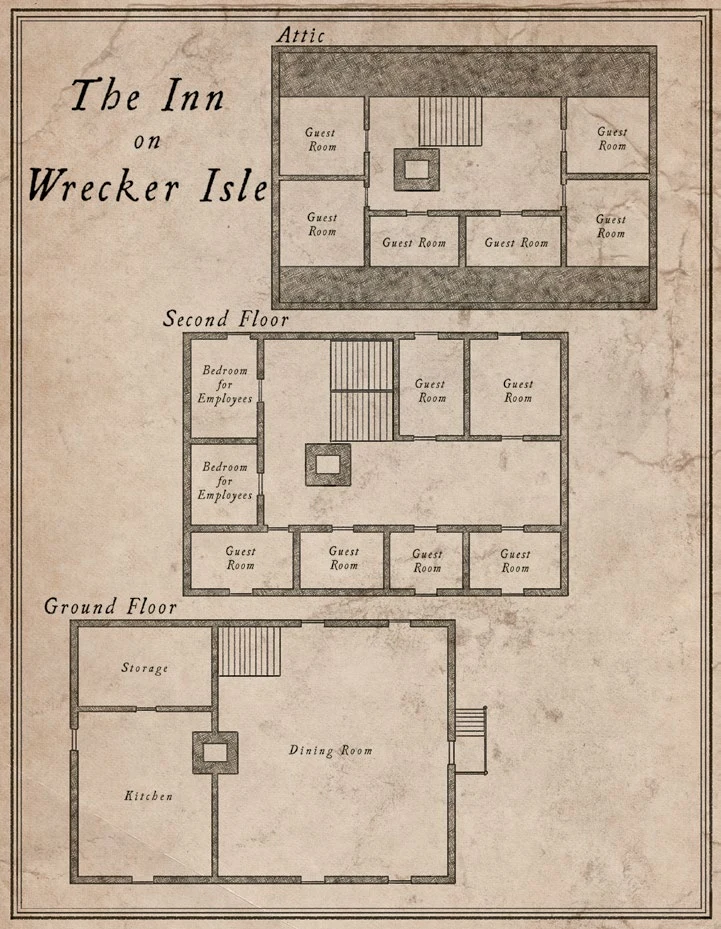 Attic
The Inn
on
Wrecker Isle
Guest
Room
Guest
Room
Guest
Room
Guest
Room
Guest Room
Guest Room
Second Floor
Bedroom
for
Employees
Guest
Room
Guest
Room
Bedroom
for
Employees
Guest
Room
Guest
Room
Guest
Room
Guest
Room
Ground Floor
Storage
Dining Room
Kitchen